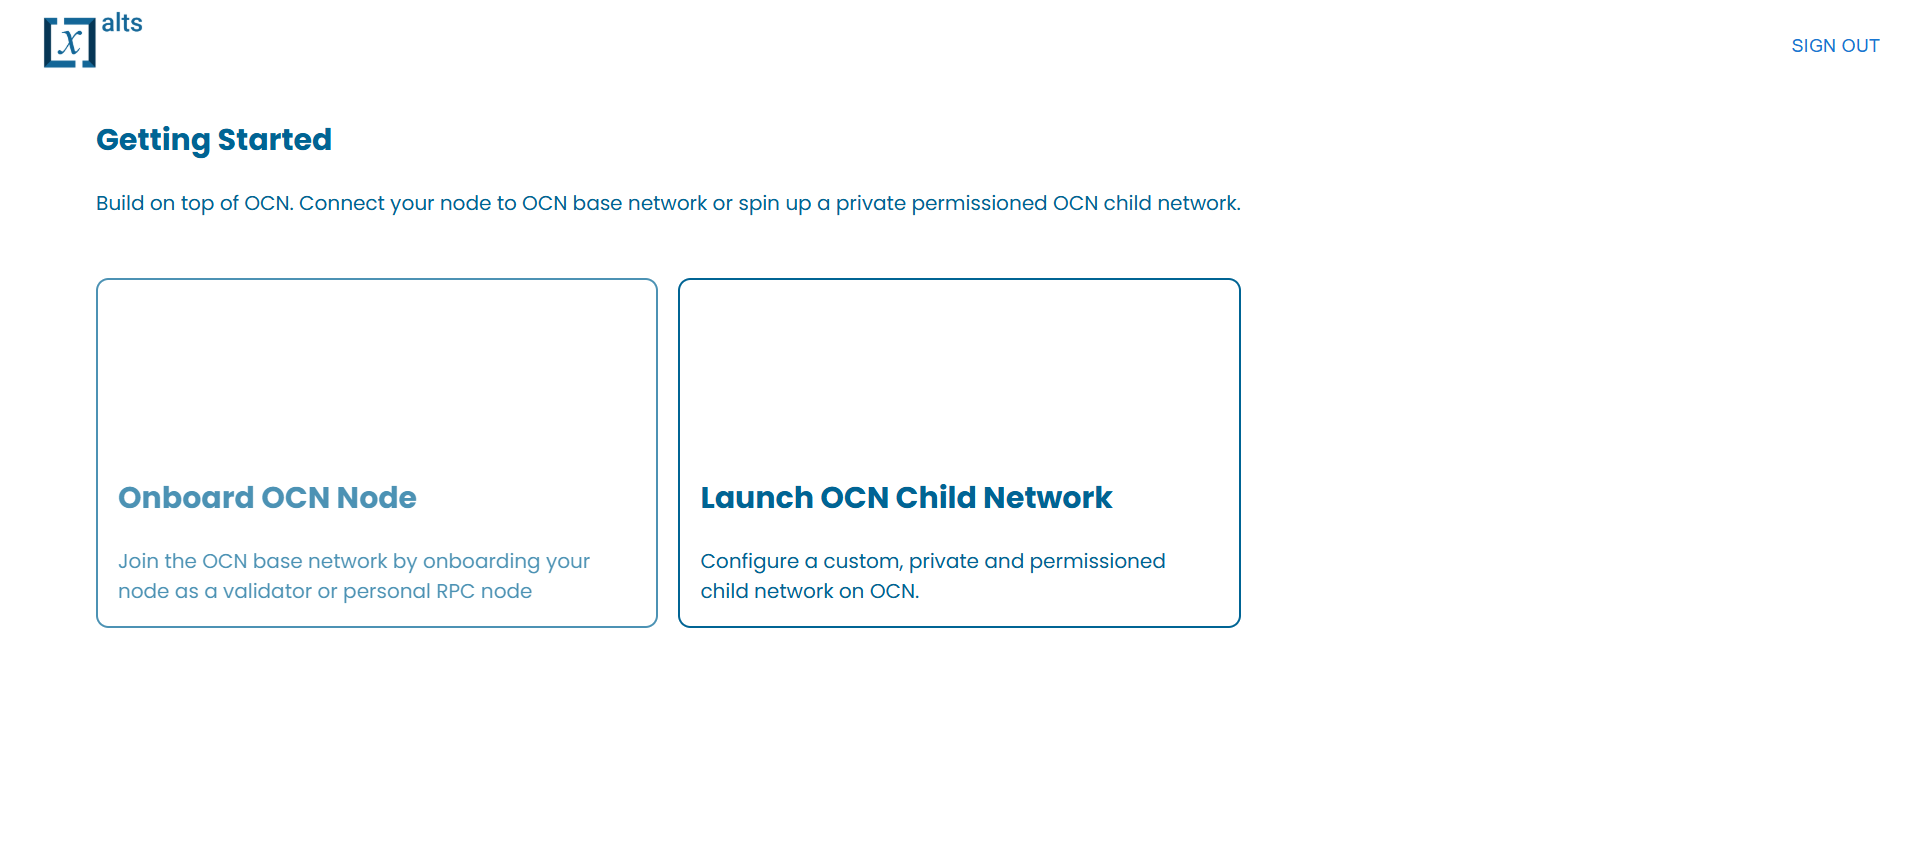 x alts
SIGN OUT
Getting Started
Build on top of OCN. Connect your node to OCN base network or spin up a private permissioned OCN child network.
Onboard OCN Node
Join the OCN base network by onboarding your
node as a validator or personal RPC node
Launch OCN Child Network
Configure a custom, private and permissioned
child network on OCN.